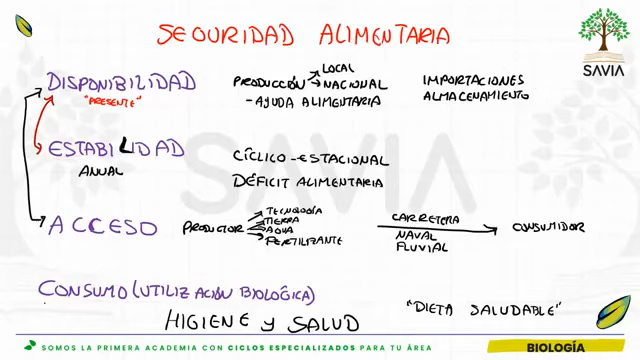 SEGURIDAD ALIMENTARIA
SAVIA
DISPONIBILIDAD
"PRESENTE"
PRODUCCIÓN
LOCAL
NACIONAL
- AYUDA ALIMENTARIA
IMPORTACIONES
ALMACENAMIENTO
ESTABILIDAD
ANUAL
CÍCLICO - ESTACIONAL
DÉFICIT ALIMENTARIA
ACCESO
PRODUCTOR
TECNOLOGÍA
TIERRA
AGUA
FERTILIZANTE
CARRETERA
NAVAL
FLUVIAL
CONSUMIDOR
CONSUMO (UTILIZACIÓN BIOLÓGICA)
HIGIENE Y SALUD
"DIETA SALUDABLE"
SOMOS LA PRIMERA ACADEMIA CON CICLOS ESPECIALIZADOS PARA TU ÁREA
BIOLOGÍA
SAVIA